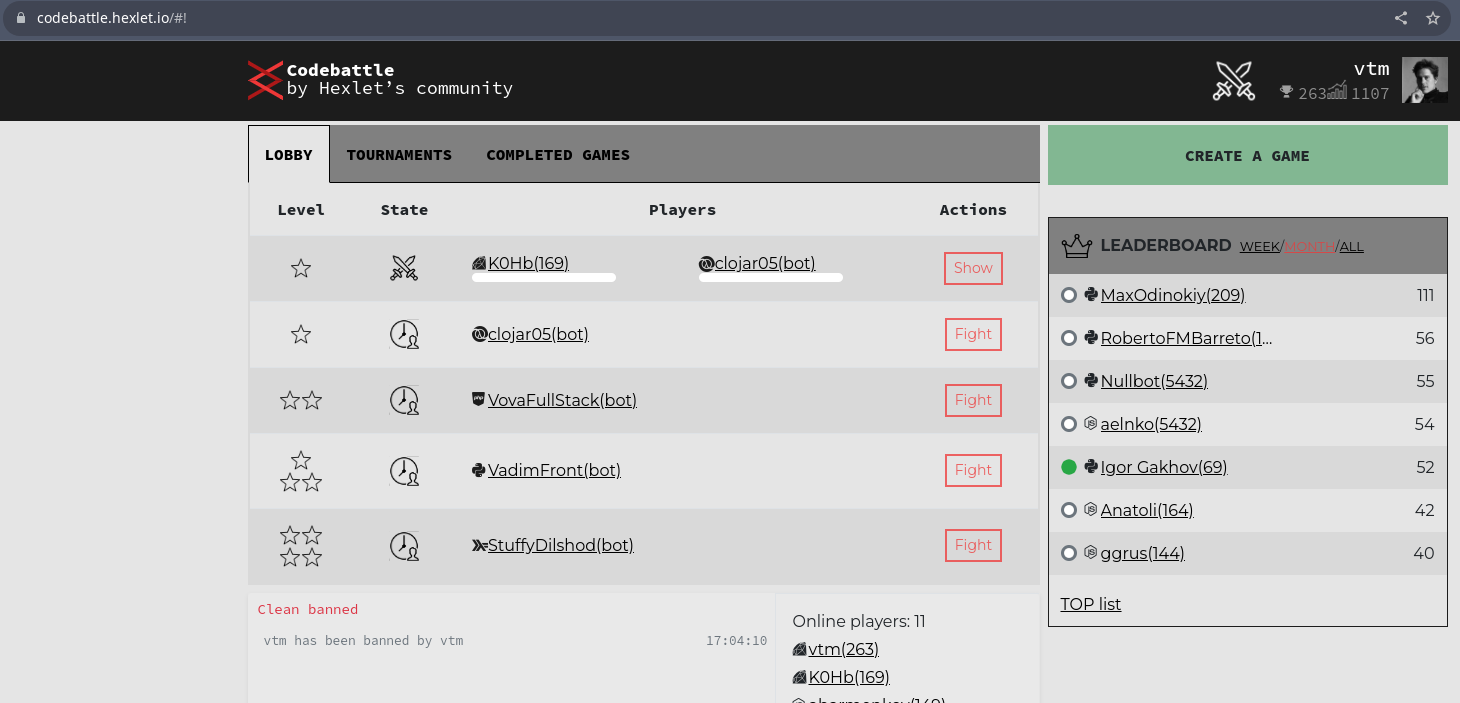 codebattle.hexlet.io/#!
Codebattle
by Hexlet’s community
vtm
263 1107
LOBBY TOURNAMENTS COMPLETED GAMES
CREATE A GAME
Level State Players Actions
K0Hb(169) clojar05(bot) Show
clojar05(bot) Fight
VovaFullStack(bot) Fight
VadimFront(bot) Fight
StuffyDilshod(bot) Fight
LEADERBOARD WEEK/MONTH/ALL
MaxOdinokiy(209) 111
RobertoFMBarreto(1... 56
Nullbot(5432) 55
aelnko(5432) 54
Igor Gakhov(69) 52
Anatoli(164) 42
ggrus(144) 40
TOP list
Clean banned
vtm has been banned by vtm 17:04:10
Online players: 11
vtm(263)
K0Hb(169)